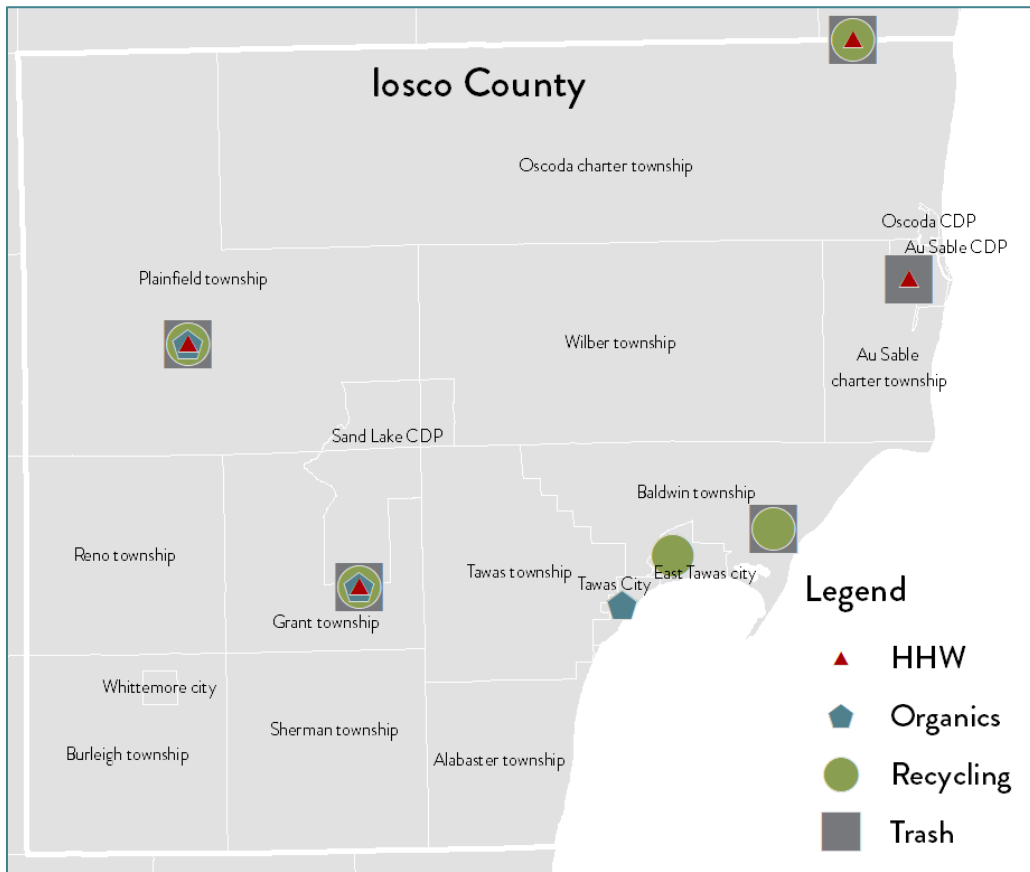 Iosco County
Oscoda charter township
Oscoda CDP
Au Sable CDP
Plainfield township
Wilber township
Au Sable
charter township
Sand Lake CDP
Baldwin township
Reno township
Tawas township
Tawas City
East Tawas city
Grant township
Whittemore city
Sherman township
Burleigh township
Alabaster township
Legend
HHW
Organics
Recycling
Trash